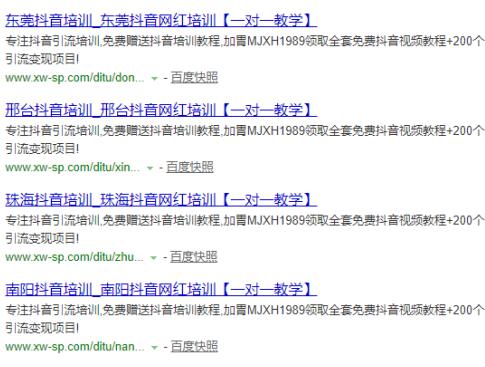 东莞抖音培训_东莞抖音网红培训【一对一教学】
专注抖音引流培训,免费赠送抖音培训教程,加胃MJXH1989领取全套免费抖音视频教程+200个
引流变现项目!
www.xw-sp.com/ditu/don... - 百度快照
邢台抖音培训_邢台抖音网红培训【一对一教学】
专注抖音引流培训,免费赠送抖音培训教程,加胃MJXH1989领取全套免费抖音视频教程+200个
引流变现项目!
www.xw-sp.com/ditu/xin... - 百度快照
珠海抖音培训_珠海抖音网红培训【一对一教学】
专注抖音引流培训,免费赠送抖音培训教程,加胃MJXH1989领取全套免费抖音视频教程+200个
引流变现项目!
www.xw-sp.com/ditu/zhu... - 百度快照
南阳抖音培训_南阳抖音网红培训【一对一教学】
专注抖音引流培训,免费赠送抖音培训教程,加胃MJXH1989领取全套免费抖音视频教程+200个
引流变现项目!
www.xw-sp.com/ditu/nan... - 百度快照